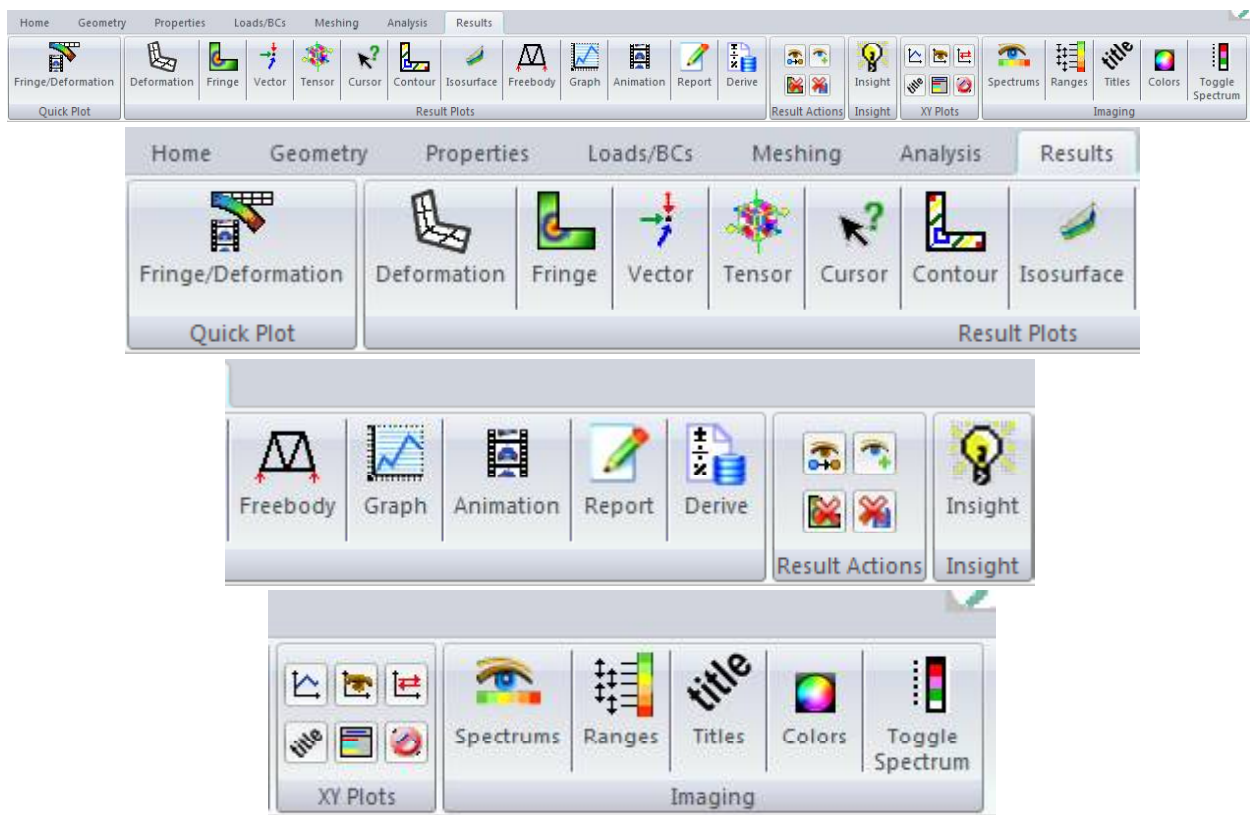 Home Geometry Properties Loads/BCs Meshing Analysis Results
Fringe/Deformation Deformation Fringe Vector Tensor Cursor Contour Isosurface Freebody Graph Animation Report Derive Insight title Spectrums Ranges title Titles Colors Toggle Spectrum
Quick Plot Result Plots Result Actions Insight XY Plots Imaging
Home Geometry Properties Loads/BCs Meshing Analysis Results
Fringe/Deformation Deformation Fringe Vector Tensor Cursor Contour Isosurface
Quick Plot Result Plots
Freebody Graph Animation Report Derive Insight
Result Actions Insight
title title
Spectrums Ranges Titles Colors Toggle
Spectrum
XY Plots Imaging